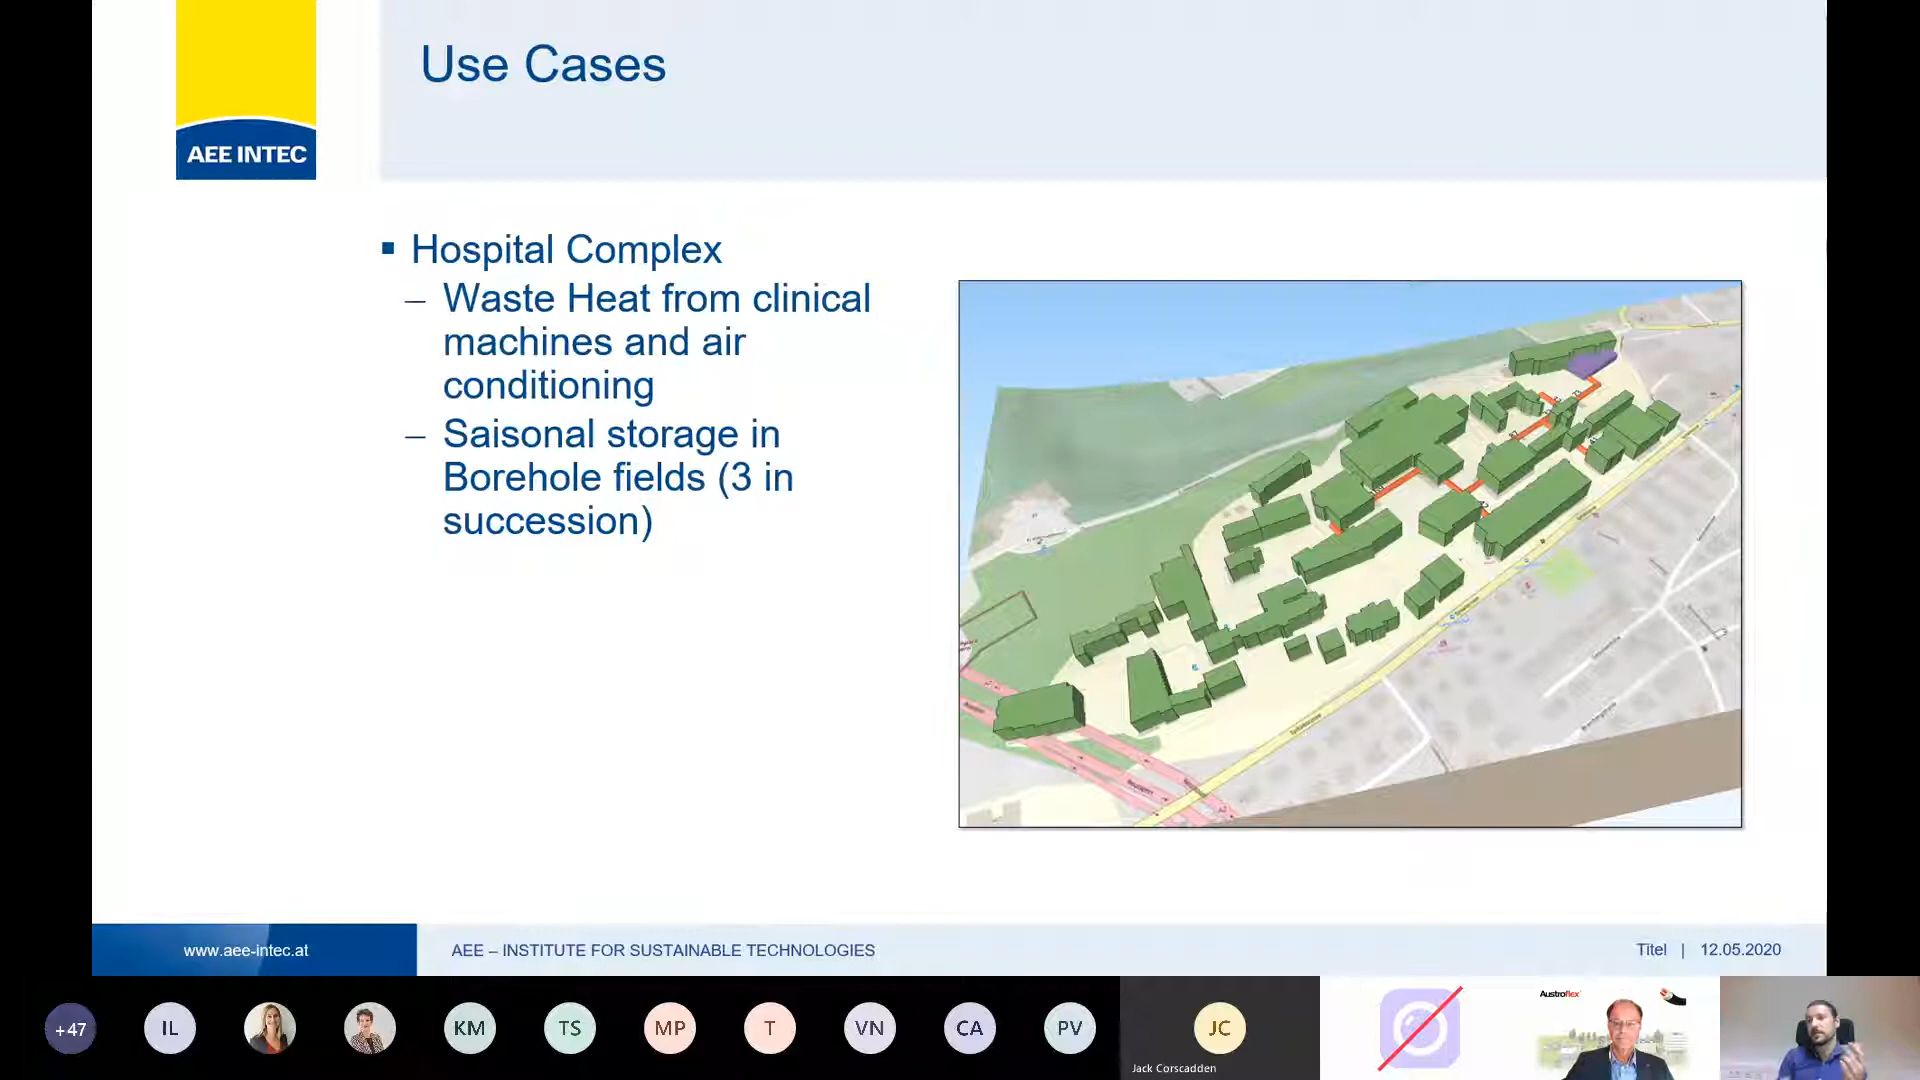 AEE INTEC
Use Cases
▪ Hospital Complex
– Waste Heat from clinical
machines and air
conditioning
– Saisonal storage in
Borehole fields (3 in
succession)
www.aee-intec.at
AEE – INSTITUTE FOR SUSTAINABLE TECHNOLOGIES
Titel | 12.05.2020
+47
IL
KM
TS
MP
T
VN
CA
PV
JC
Jack Corscadden
Austroflex